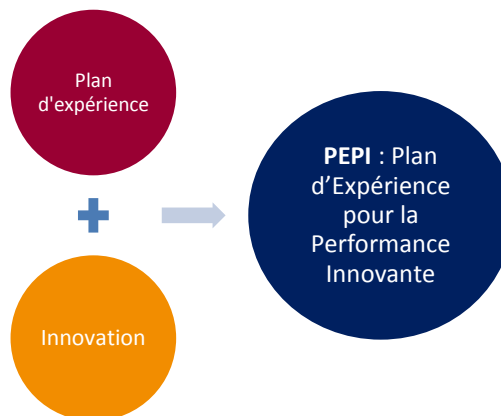 Plan
d'expérience
PEPI : Plan
d’Expérience
pour la
Performance
Innovante
Innovation